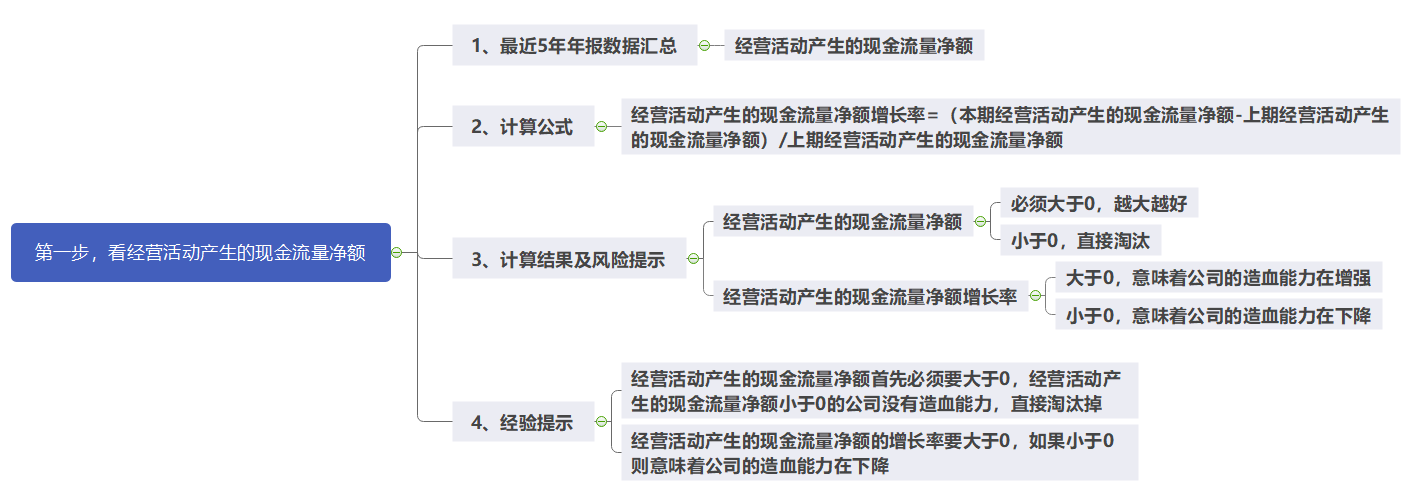 第一步，看经营活动产生的现金流量净额
1、最近5年年报数据汇总
经营活动产生的现金流量净额
2、计算公式
经营活动产生的现金流量净额增长率=（本期经营活动产生的现金流量净额-上期经营活动产生
的现金流量净额）/上期经营活动产生的现金流量净额
3、计算结果及风险提示
经营活动产生的现金流量净额
必须大于0，越大越好
小于0，直接淘汰
经营活动产生的现金流量净额增长率
大于0，意味着公司的造血能力在增强
小于0，意味着公司的造血能力在下降
4、经验提示
经营活动产生的现金流量净额首先必须要大于0，经营活动产
生的现金流量净额小于0的公司没有造血能力，直接淘汰掉
经营活动产生的现金流量净额的增长率要大于0，如果小于0
则意味着公司的造血能力在下降